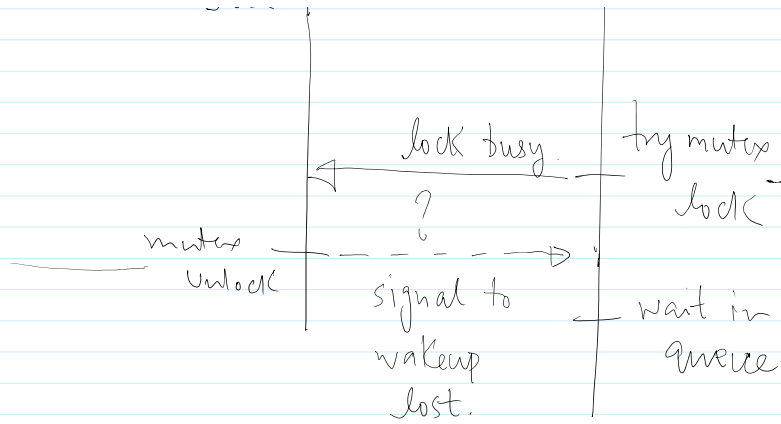 lock busy.
try mutex
lock
?
mutex
unlock
signal to
wakeup
lost.
wait in
queue